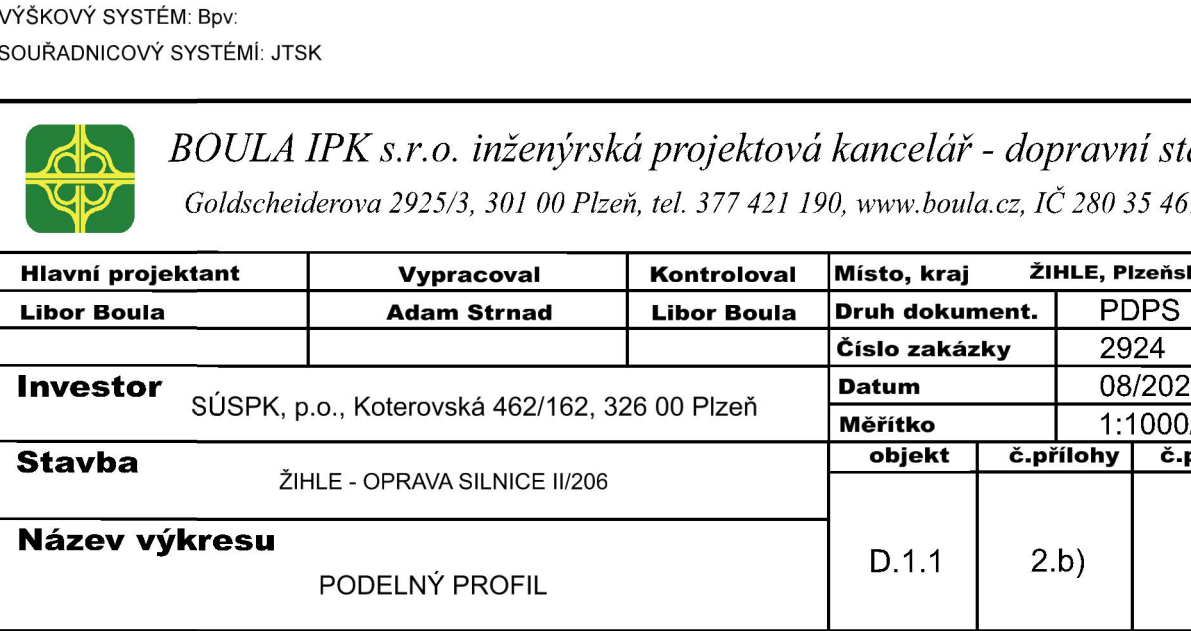 VÝŠKOVÝ SYSTÉM: Bpv:
SOUŘADNICOVÝ SYSTÉMÍ: JTSK
BOULA IPK s.r.o. inženýrská projektová kancelář - dopravní
Goldscheiderova 2925/3, 301 00 Plzeň, tel. 377 421 190, www.boula.cz, IČ 280 35 46
Hlavní projektant Vypracoval Kontroloval Místo, kraj ŽIHLE,
Libor Boula Adam Strnad Libor Boula Druh dokument. PDPS
Číslo zakázky 2924
Investor SÚSPK, p.o., Koterovská 462/162, 326 00 Plzeň Datum 08/202
Měřítko 1:1000
Stavba ŽIHLE - OPRAVA SILNICE II/206 objekt č.přílohy
Název výkresu D.1.1 2.b)
PODELNÝ PROFIL